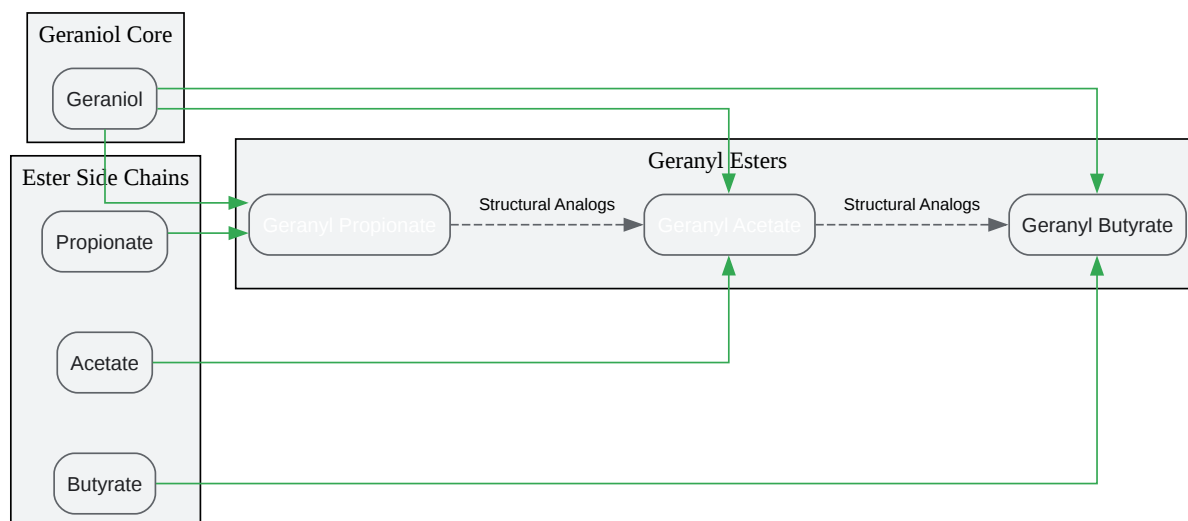 Geraniol Core
Geraniol
Ester Side Chains
Propionate
Acetate
Butyrate
Geranyl Esters
Geranyl Propionate
Structural Analogs
Geranyl Acetate
Structural Analogs
Geranyl Butyrate